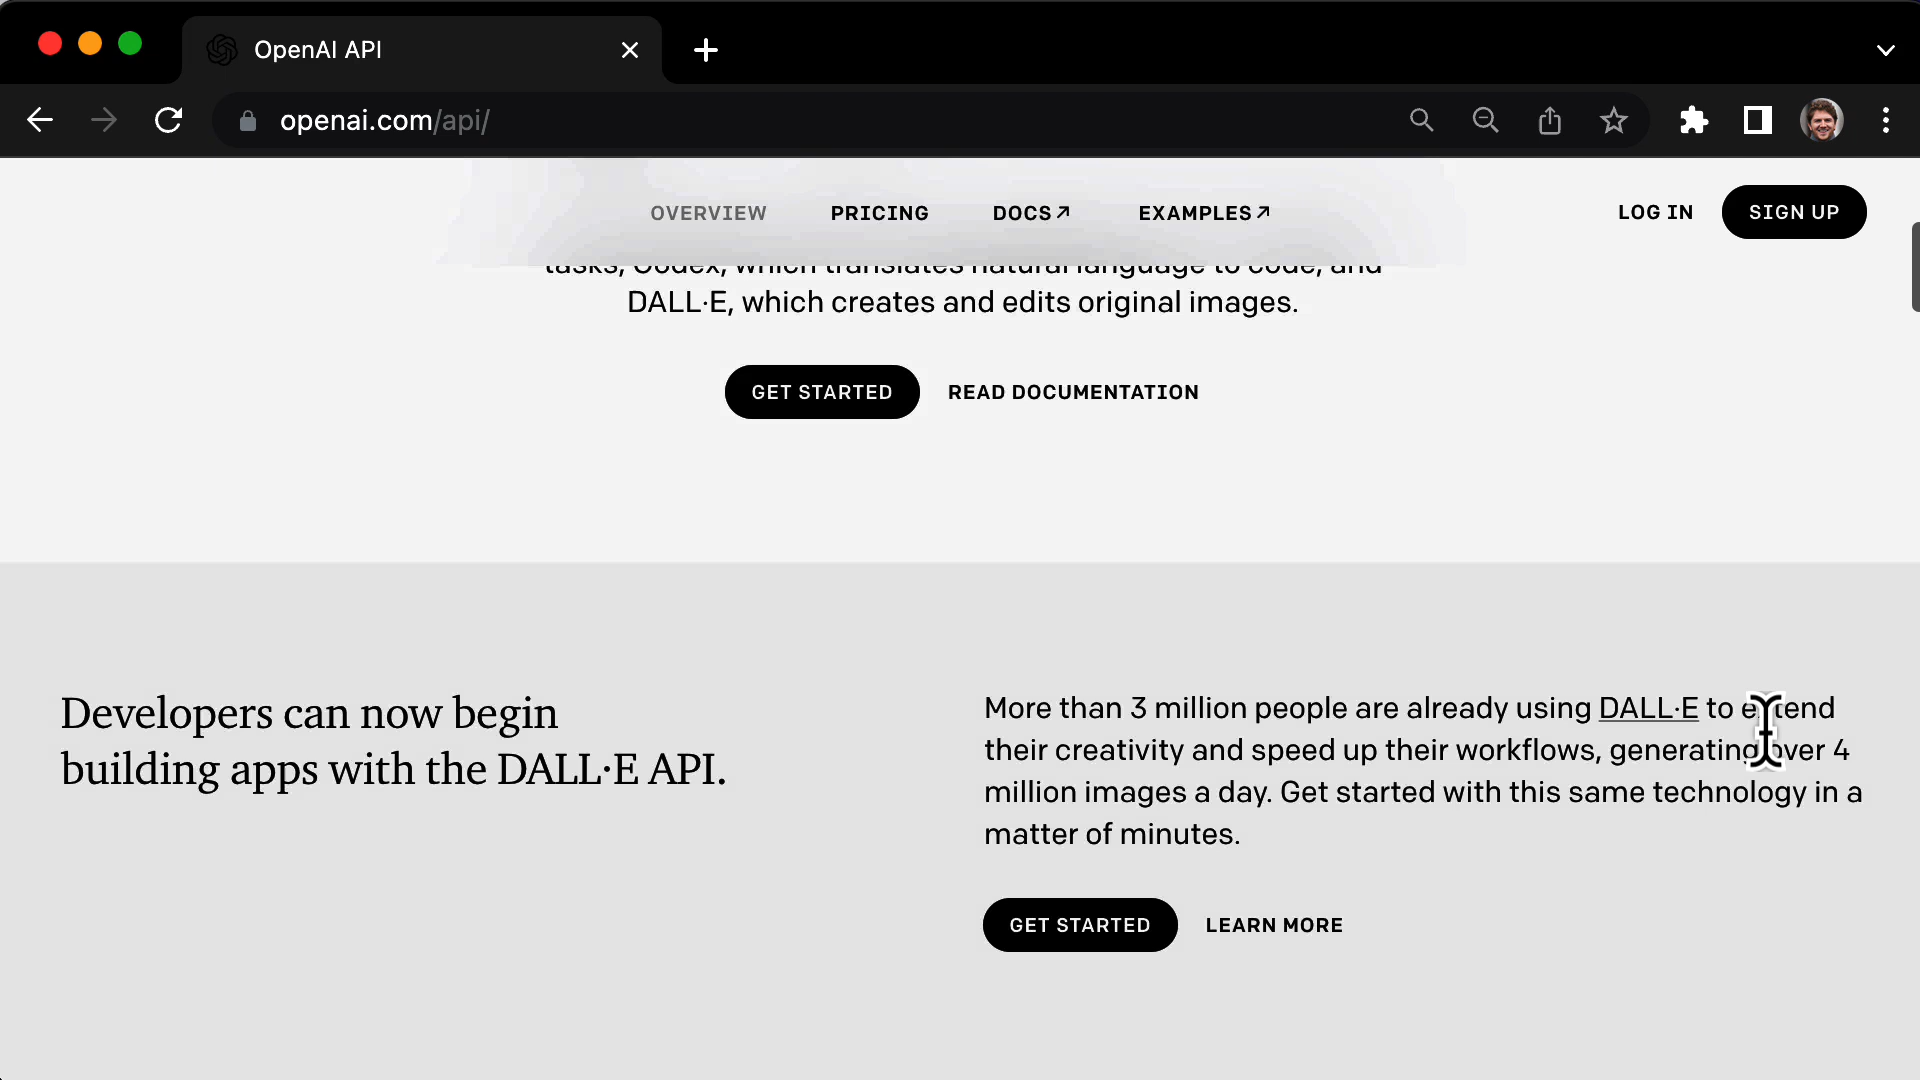 OpenAI API
openai.com/api/
OVERVIEW PRICING DOCS↗ EXAMPLES↗ LOG IN SIGN UP
tasks, Codex, which translates natural language to code, and
DALL·E, which creates and edits original images.
GET STARTED READ DOCUMENTATION
Developers can now begin
building apps with the DALL·E API.
More than 3 million people are already using DALL·E to extend
their creativity and speed up their workflows, generating over 4
million images a day. Get started with this same technology in a
matter of minutes.
GET STARTED LEARN MORE